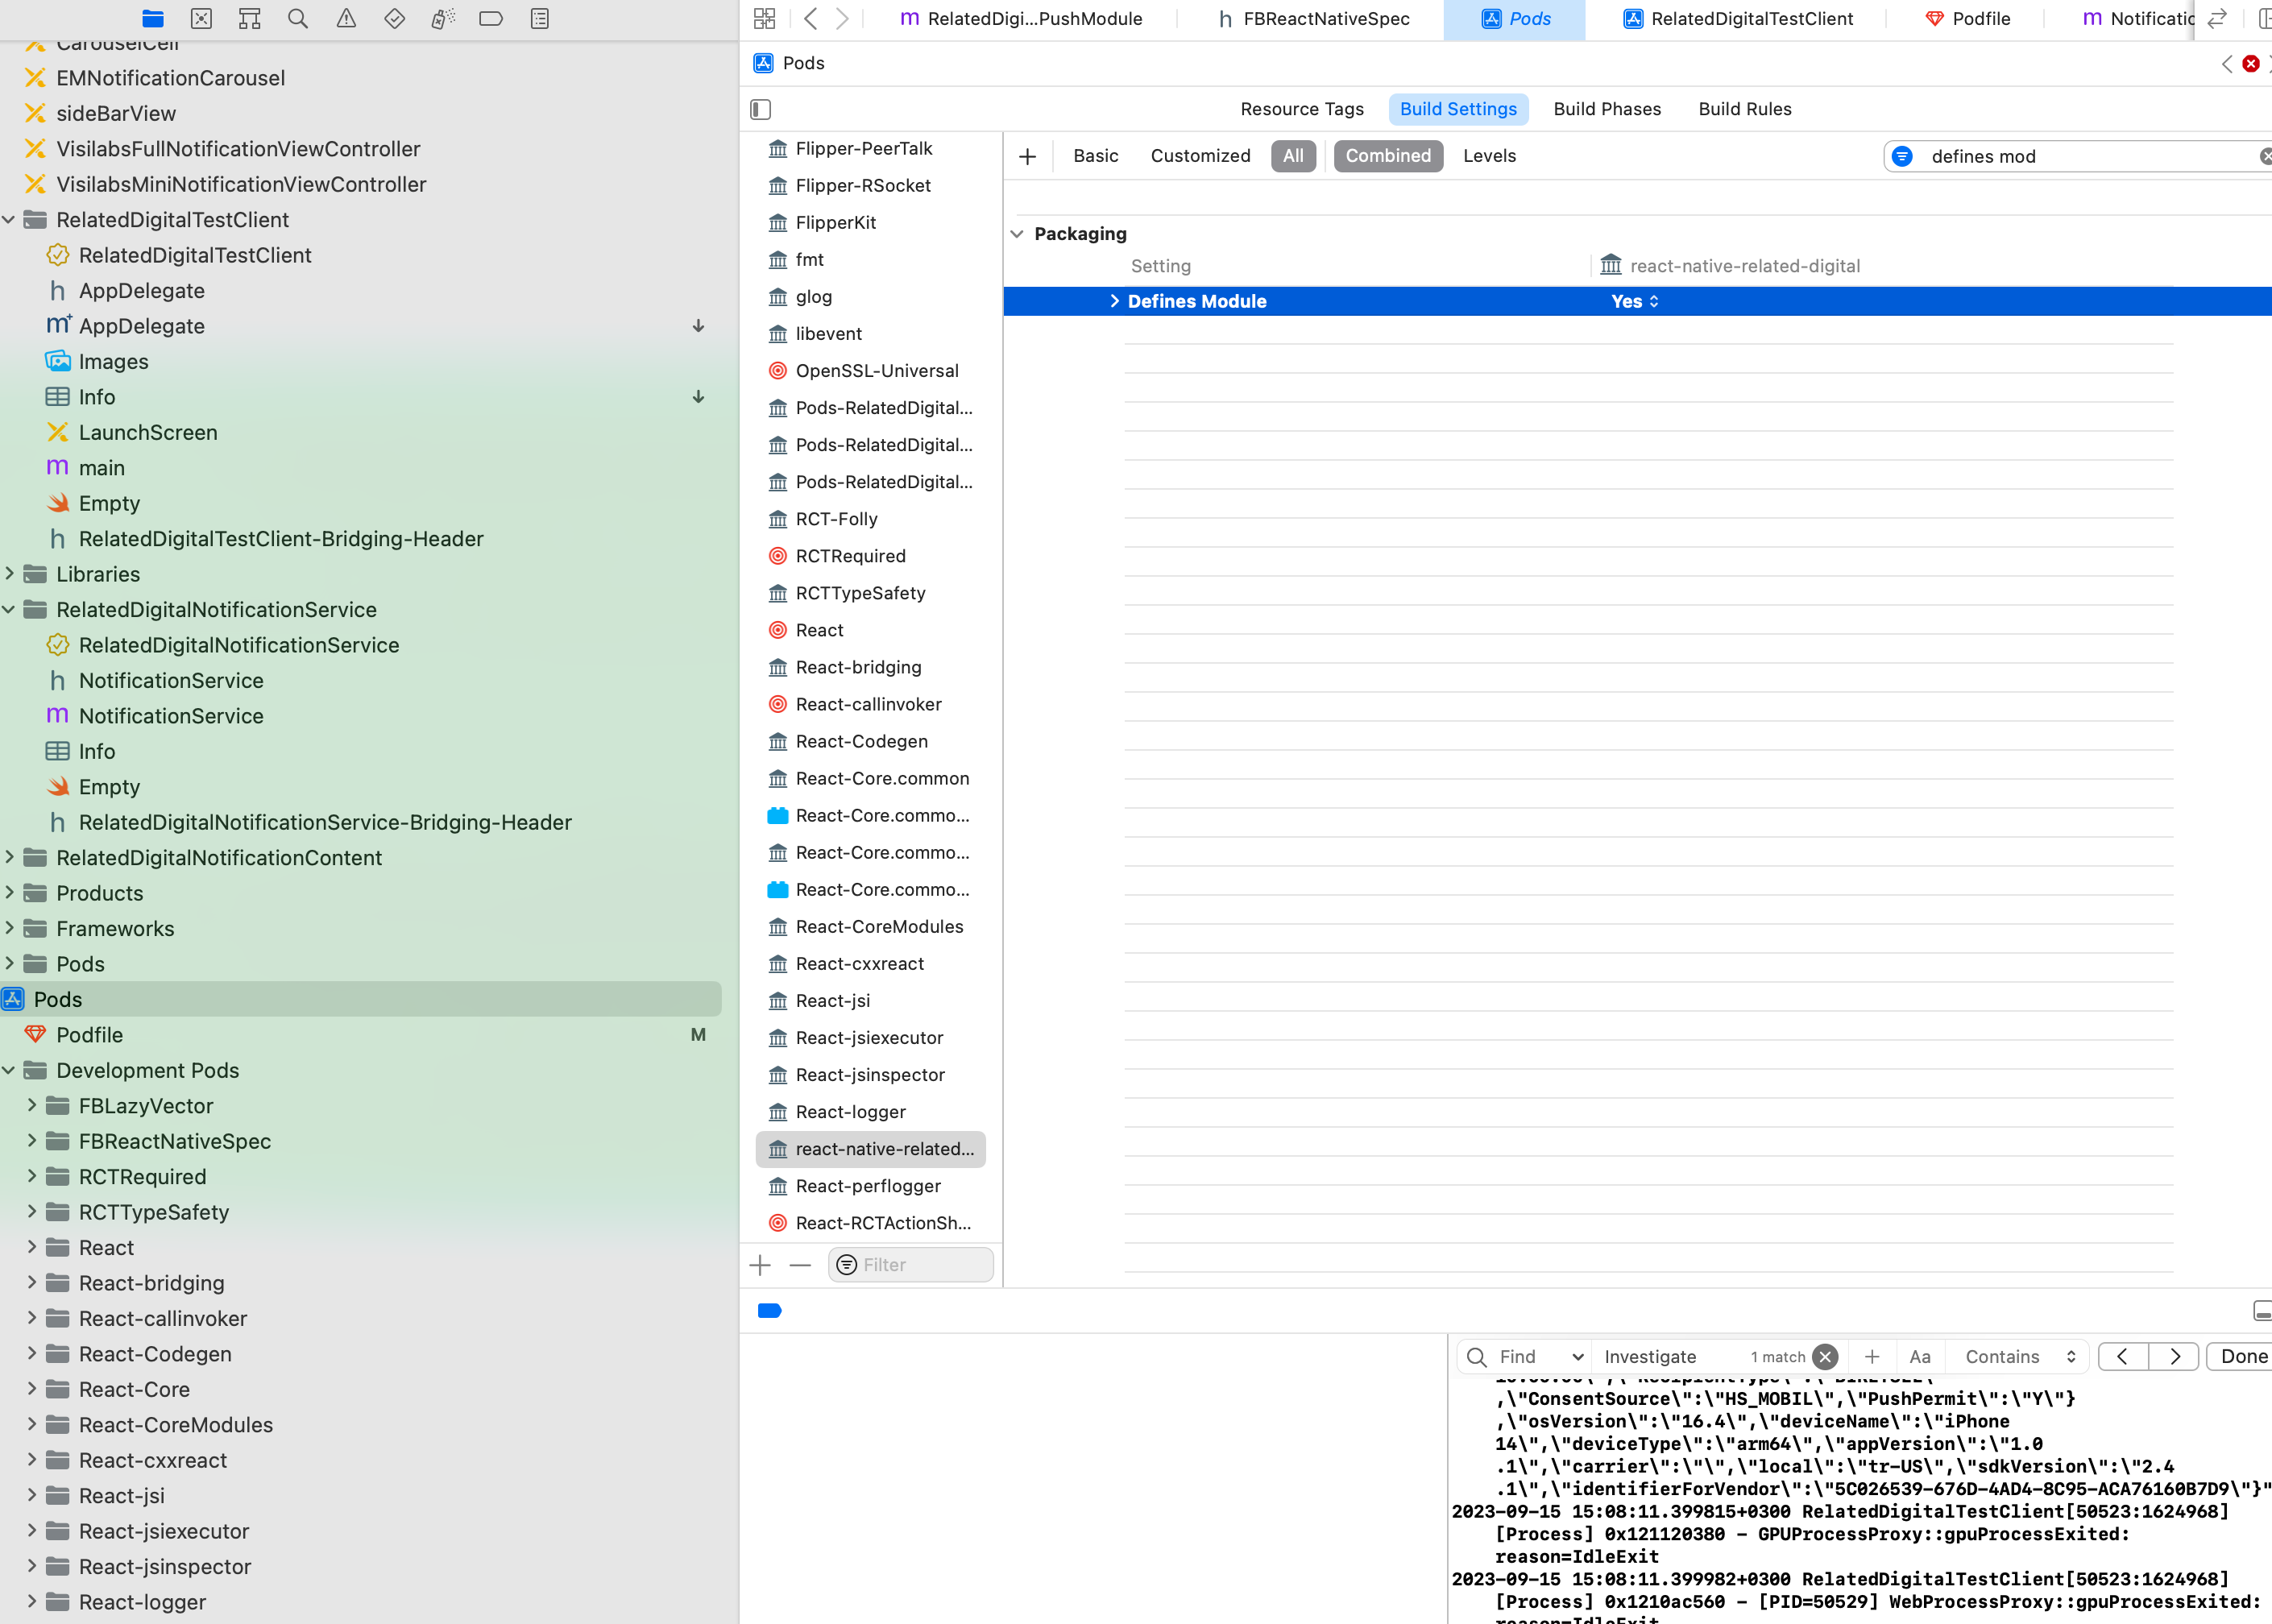 CarouselCell
EMNotificationCarousel
sideBarView
VisilabsFullNotificationViewController
VisilabsMiniNotificationViewController
RelatedDigitalTestClient
RelatedDigitalTestClient
h AppDelegate
m+ AppDelegate
Images
Info
LaunchScreen
m main
Empty
h RelatedDigitalTestClient-Bridging-Header
Libraries
RelatedDigitalNotificationService
RelatedDigitalNotificationService
h NotificationService
m NotificationService
Info
Empty
h RelatedDigitalNotificationService-Bridging-Header
RelatedDigitalNotificationContent
Products
Frameworks
Pods
Pods
Podfile M
Development Pods
FBLazyVector
FBReactNativeSpec
RCTRequired
RCTTypeSafety
React
React-bridging
React-callinvoker
React-Codegen
React-Core
React-CoreModules
React-cxxreact
React-jsi
React-jsiexecutor
React-jsinspector
React-logger
m RelatedDigi...PushModule h FBReactNativeSpec Pods RelatedDigitalTestClient Podfile m Notificatio
Pods
Resource Tags Build Settings Build Phases Build Rules
Flipper-PeerTalk
Flipper-RSocket
FlipperKit
fmt
glog
libevent
OpenSSL-Universal
Pods-RelatedDigital...
Pods-RelatedDigital...
Pods-RelatedDigital...
RCT-Folly
RCTRequired
RCTTypeSafety
React
React-bridging
React-callinvoker
React-Codegen
React-Core.common
React-Core.commo...
React-Core.commo...
React-Core.commo...
React-CoreModules
React-cxxreact
React-jsi
React-jsiexecutor
React-jsinspector
React-logger
react-native-related...
React-perflogger
React-RCTActionSh...
Filter
Basic Customized All Combined Levels defines mod
Packaging
Setting react-native-related-digital
Defines Module Yes
Find Investigate 1 match Aa Contains Done
,\"ConsentSource\":\"HS_MOBIL\",\"PushPermit\":\"Y\"}
,\"osVersion\":\"16.4\",\"deviceName\":\"iPhone
14\",\"deviceType\":\"arm64\",\"appVersion\":\"1.0
.1\",\"carrier\":\"\",\"local\":\"tr-US\",\"sdkVersion\":\"2.4
.1\",\"identifierForVendor\":\"5C026539-676D-4AD4-8C95-ACA76160B7D9\"}"
2023-09-15 15:08:11.399815+0300 RelatedDigitalTestClient[50523:1624968]
[Process] 0x121120380 - GPUProcessProxy::gpuProcessExited:
reason=IdleExit
2023-09-15 15:08:11.399982+0300 RelatedDigitalTestClient[50523:1624968]
[Process] 0x1210ac560 - [PID=50529] WebProcessProxy::gpuProcessExited:
reason=IdleExit